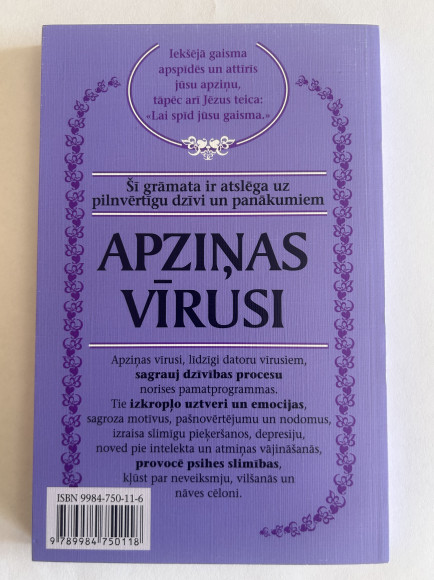 Iekšējā gaisma
apspīdēs un attīrīs
jūsu apziņu,
tāpēc arī Jēzus teica:
«Lai spīd jūsu gaisma.»
Šī grāmata ir atslēga uz
pilnvērtīgu dzīvi un panākumiem
APZIŅAS
VĪRUSI
Apziņas vīrusi, līdzīgi datoru vīrusiem,
sagrauj dzīvības procesu
norises pamatprogrammas.
Tie izkropļo uztveri un emocijas,
sagroza motīvus, pašnovērtējumu un nodomus,
izraisa slimīgu pieķeršanos, depresiju,
noved pie intelekta un atmiņas vājināšanās,
provocē psihes slimības,
kļūst par neveiksmju, vilšanās un
nāves cēloni.
ISBN 9984-750-11-6
9 789984 750118